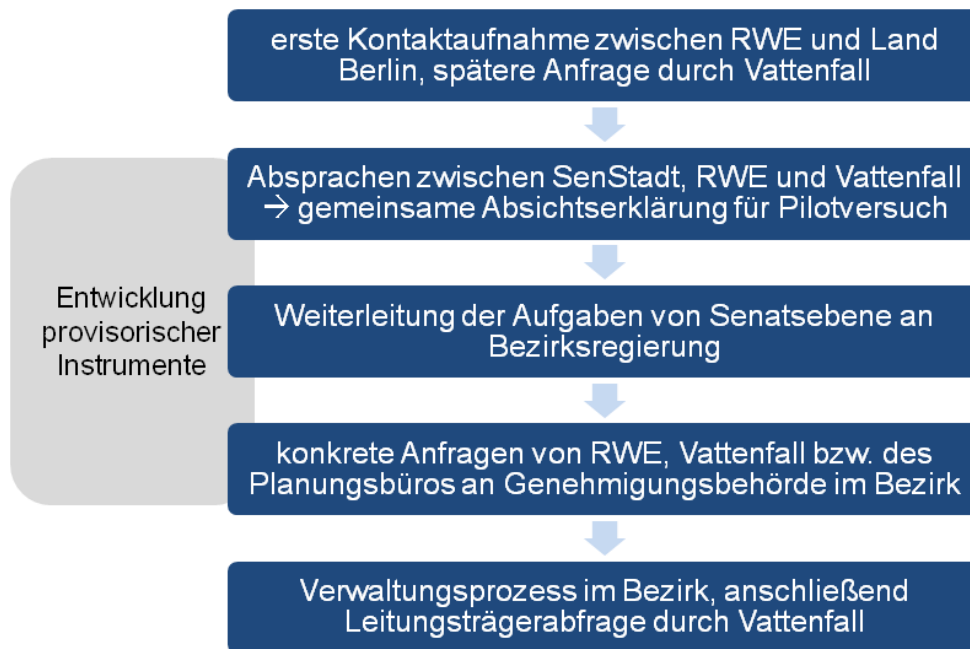 erste Kontaktaufnahme zwischen RWE und Land
Berlin, spätere Anfrage durch Vattenfall
Absprachen zwischen SenStadt, RWE und Vattenfall
→ gemeinsame Absichtserklärung für Pilotversuch
Entwicklung
provisorischer
Instrumente
Weiterleitung der Aufgaben von Senatsebene an
Bezirksregierung
konkrete Anfragen von RWE, Vattenfall bzw. des
Planungsbüros an Genehmigungsbehörde im Bezirk
Verwaltungsprozess im Bezirk, anschließend
Leitungsträgerabfrage durch Vattenfall